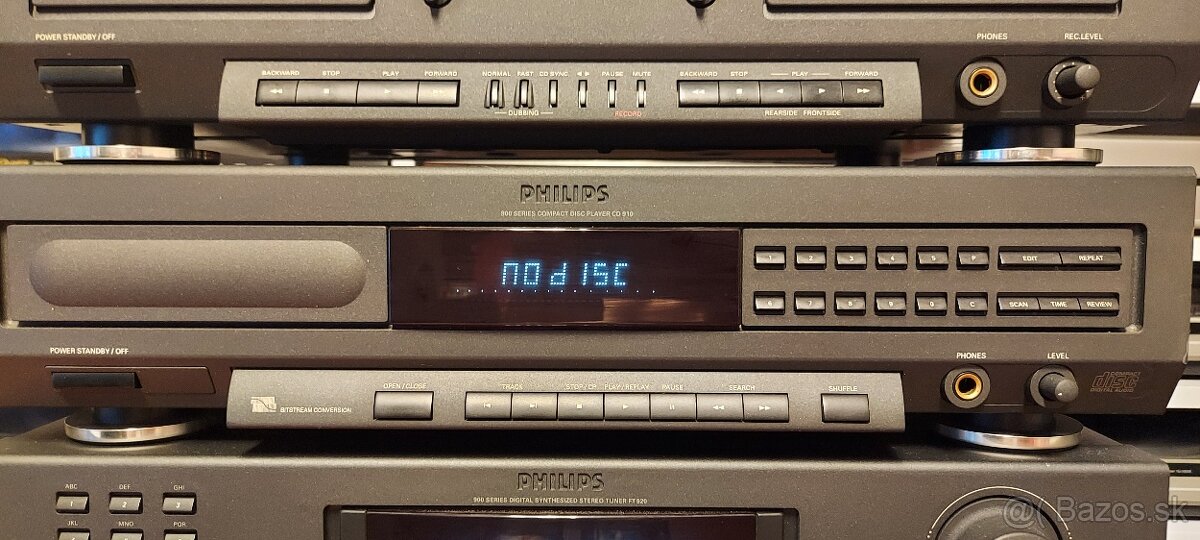 POWER STANDBY / OFF
PHONES REC.LEVEL
BACKWARD STOP PLAY FORWARD NORMAL FAST CD SYNC. PAUSE MUTE BACKWARD STOP PLAY FORWARD
DUBBING RECORD REARSIDE FRONTSIDE
PHILIPS
900 SERIES COMPACT DISC PLAYER CD 910
NO dISC
1 2 3 4 5 P EDIT REPEAT
6 7 8 9 0 C SCAN TIME REVIEW
POWER STANDBY / OFF
PHONES LEVEL
OPEN / CLOSE TRACK STOP / CM PLAY / REPLAY PAUSE SEARCH SHUFFLE
BITSTREAM CONVERSION
COMPACT
disc
DIGITAL AUDIO
PHILIPS
900 SERIES DIGITAL SYNTHESIZED STEREO TUNER FT920
ABC DEF GHI
1 2 3
JKL MNO PQR
Bazos.sk